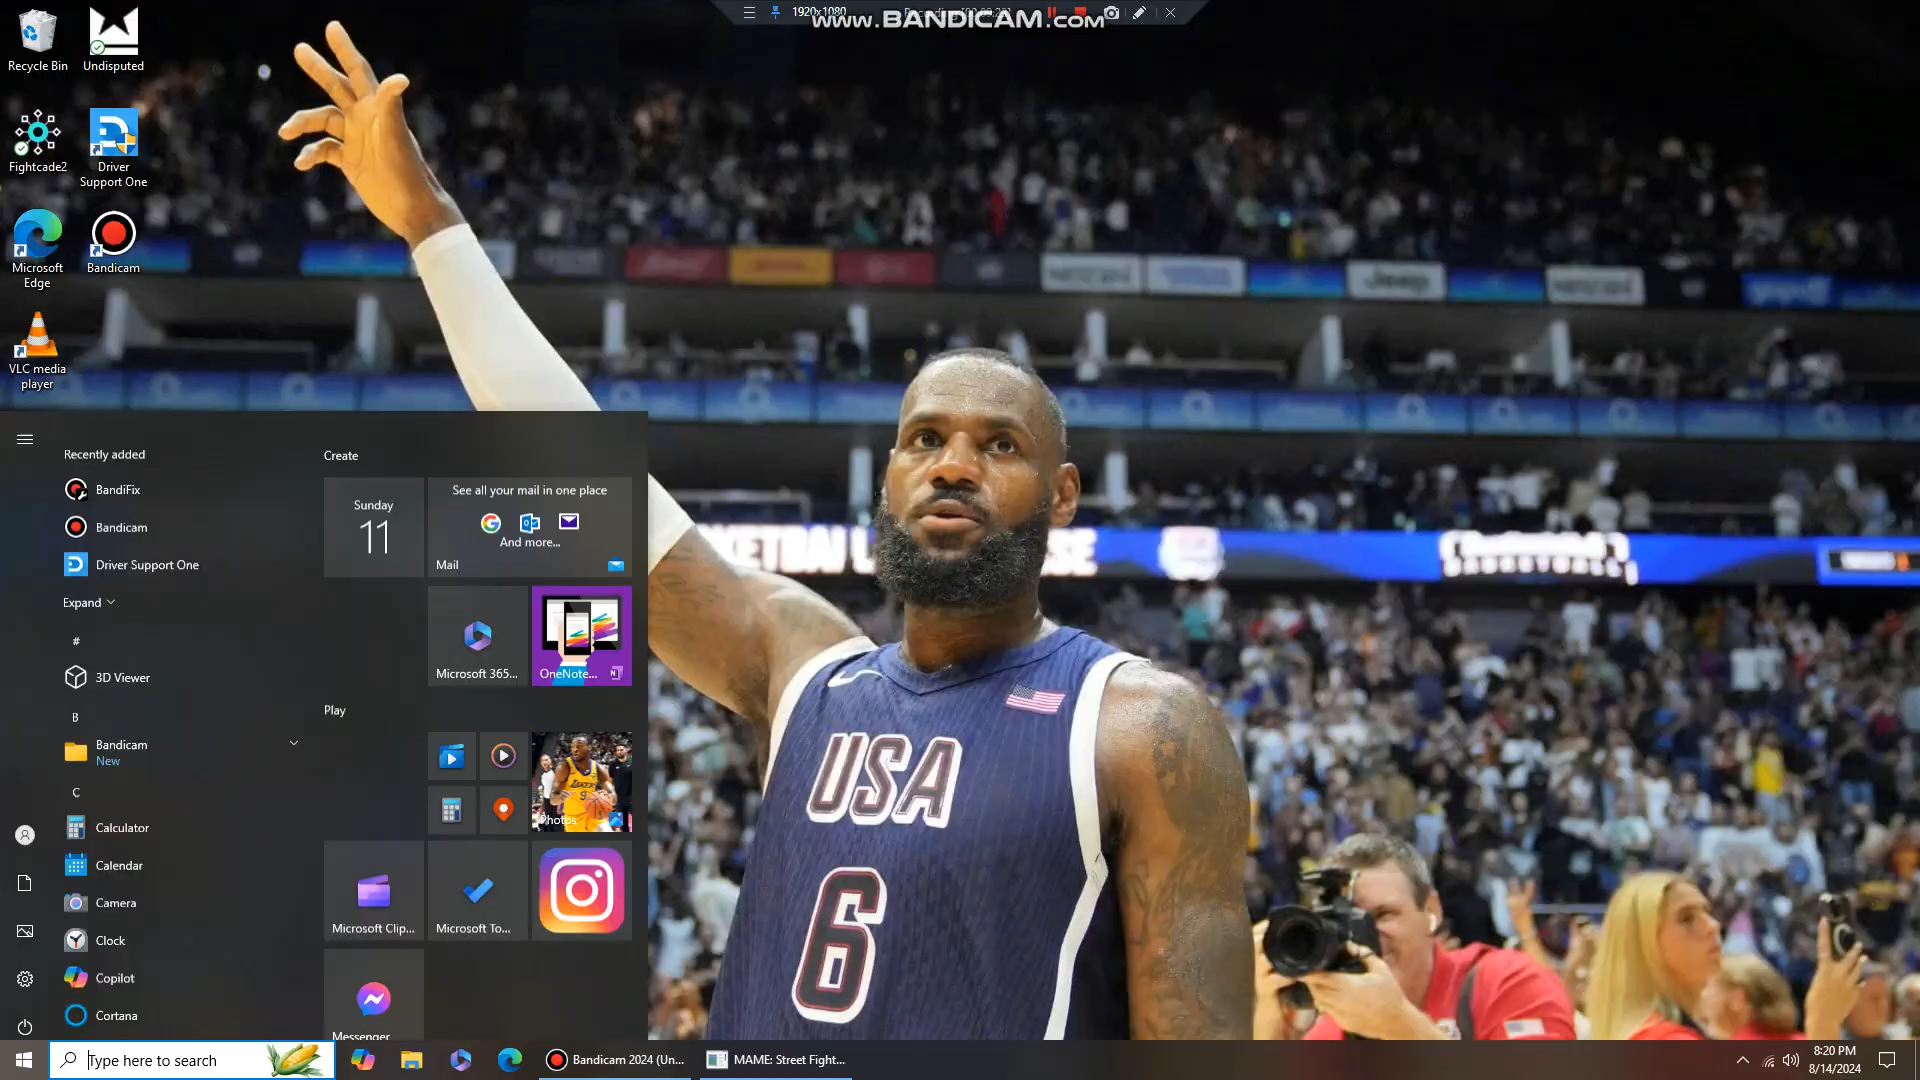 1920x1080
www.BANDICAM.com
Recycle Bin
Undisputed
Fightcade2
Driver
Support One
Microsoft
Edge
Bandicam
VLC media
player
Recently added
BandiFix
Bandicam
Driver Support One
Expand
#
3D Viewer
B
Bandicam
New
C
Calculator
Calendar
Camera
Clock
Copilot
Cortana
Create
Sunday
11
See all your mail in one place
And more...
Mail
Microsoft 365...
OneNote...
Play
Photos
Microsoft Clip...
Microsoft To...
Messenger
USA
6
Jeep
Type here to search
Bandicam 2024 (Un...
MAME: Street Fight...
8:20 PM
8/14/2024